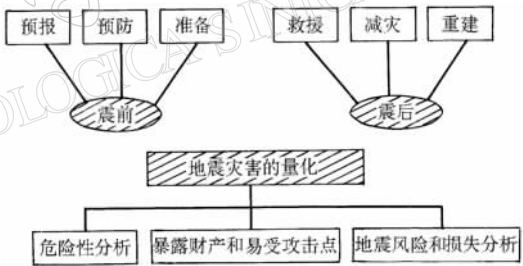 预报 预防 准备 救援 减灾 重建
震前 震后
地震灾害的量化
危险性分析 暴露财产和易受攻击点 地震风险和损失分析